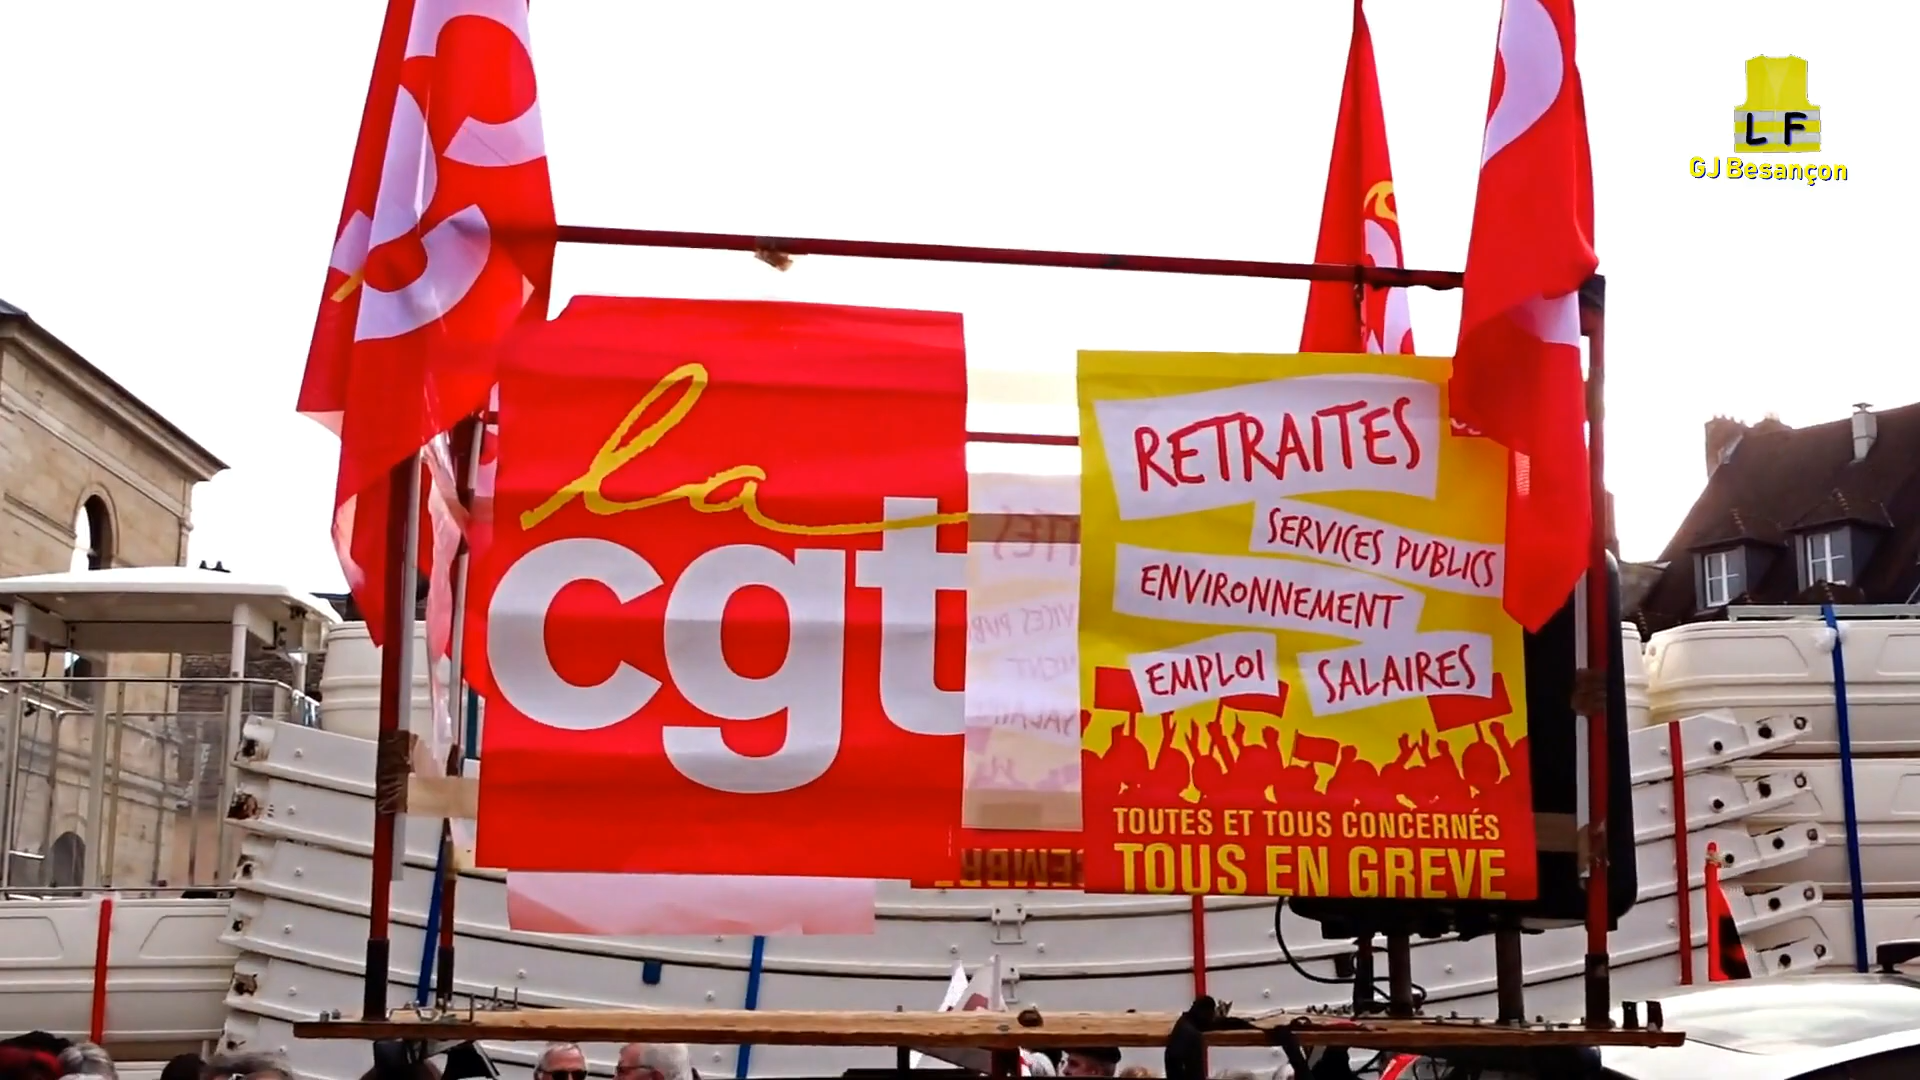 L F
GJ Besançon
la
cgt
RETRAITES
SERVICES PUBLICS
ENVIRONNEMENT
EMPLOI
SALAIRES
TOUTES ET TOUS CONCERNÉS
TOUS EN GREVE